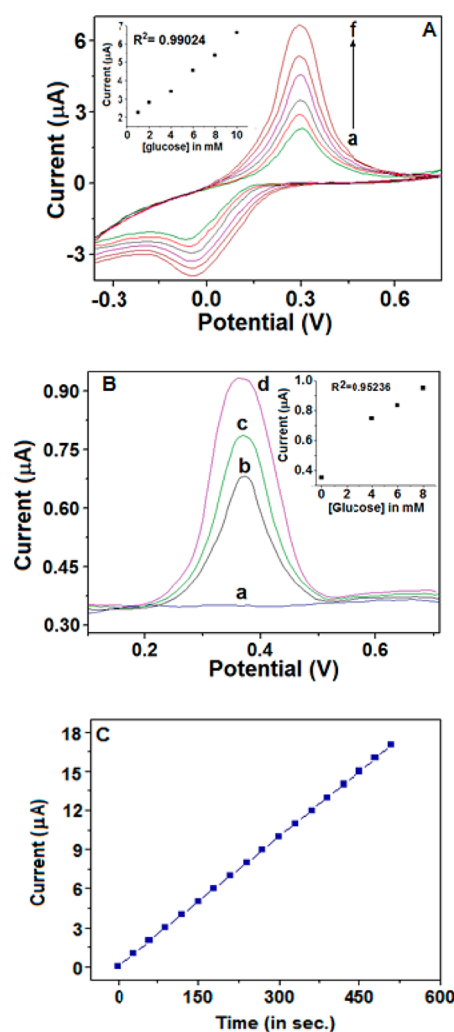 A
f
a
R²= 0.99024
7
6
5
4
3
2
1
0 2 4 6 8 10
Current (µA)
[glucose] in mM
6
3
0
-3
Current (µA)
-0.3 0.0 0.3 0.6
Potential (V)
B
d
c
b
a
R²=0.95236
1.0
0.8
0.6
0.4
0 2 4 6 8
Current (µA)
[Glucose] in mM
0.90
0.75
0.60
0.45
0.30
Current (µA)
0.2 0.4 0.6
Potential (V)
C
18
15
12
9
6
3
0
Current (µA)
0 150 300 450 600
Time (in sec.)